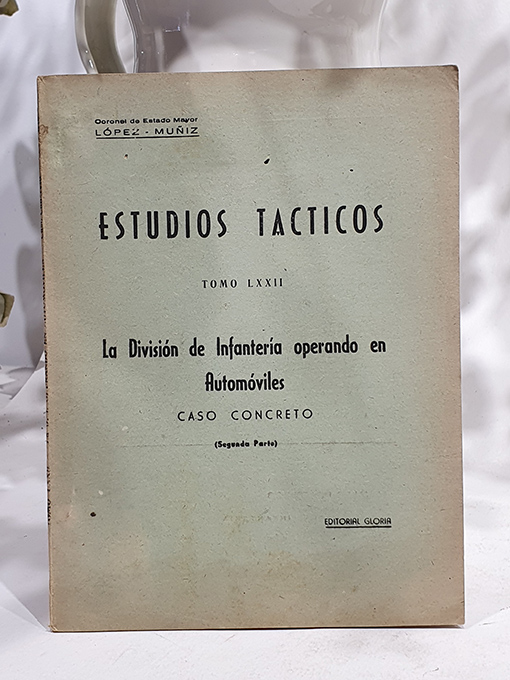 Coronel de Estado Mayor
LÓPEZ - MUÑIZ
ESTUDIOS TACTICOS
TOMO LXXII
La División de Infantería operando en
Automóviles
CASO CONCRETO
(Segunda Parte)
EDITORIAL GLORIA